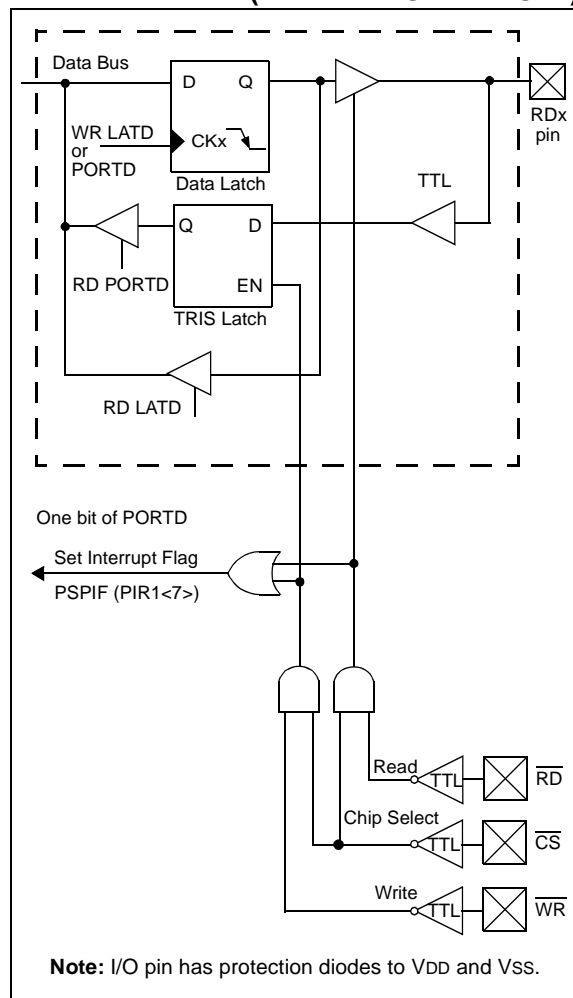 Data Bus
D Q
RDx
pin
WR LATD
or
PORTD
CKx
Data Latch
TTL
Q D
RD PORTD
EN
TRIS Latch
RD LATD
One bit of PORTD
Set Interrupt Flag
PSPIF (PIR1<7>)
Read
TTL
RD
Chip Select
TTL
CS
Write
TTL
WR
Note: I/O pin has protection diodes to VDD and VSS.